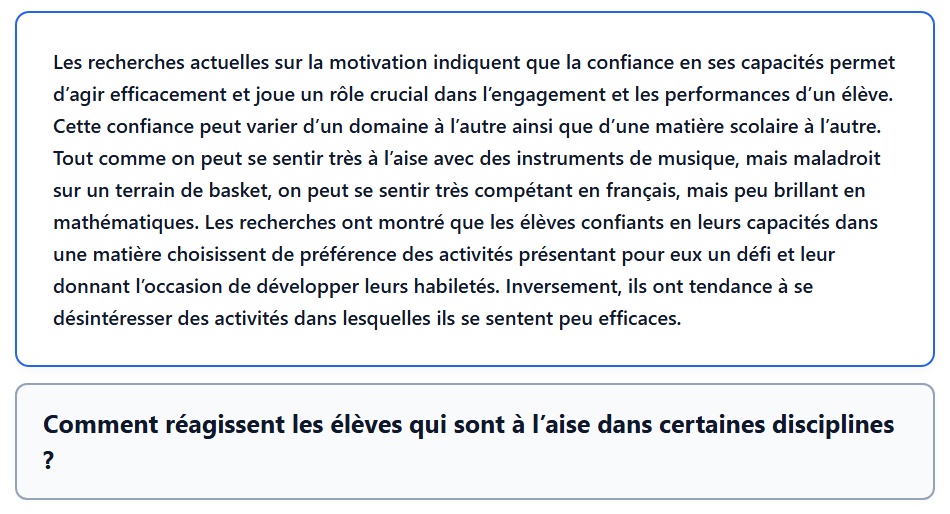 Les recherches actuelles sur la motivation indiquent que la confiance en ses capacités permet
d’agir efficacement et joue un rôle crucial dans l’engagement et les performances d’un élève.
Cette confiance peut varier d’un domaine à l’autre ainsi que d’une matière scolaire à l’autre.
Tout comme on peut se sentir très à l’aise avec des instruments de musique, mais maladroit
sur un terrain de basket, on peut se sentir très compétant en français, mais peu brillant en
mathématiques. Les recherches ont montré que les élèves confiants en leurs capacités dans
une matière choisissent de préférence des activités présentant pour eux un défi et leur
donnant l’occasion de développer leurs habiletés. Inversement, ils ont tendance à se
désintéresser des activités dans lesquelles ils se sentent peu efficaces.
Comment réagissent les élèves qui sont à l’aise dans certaines disciplines
?